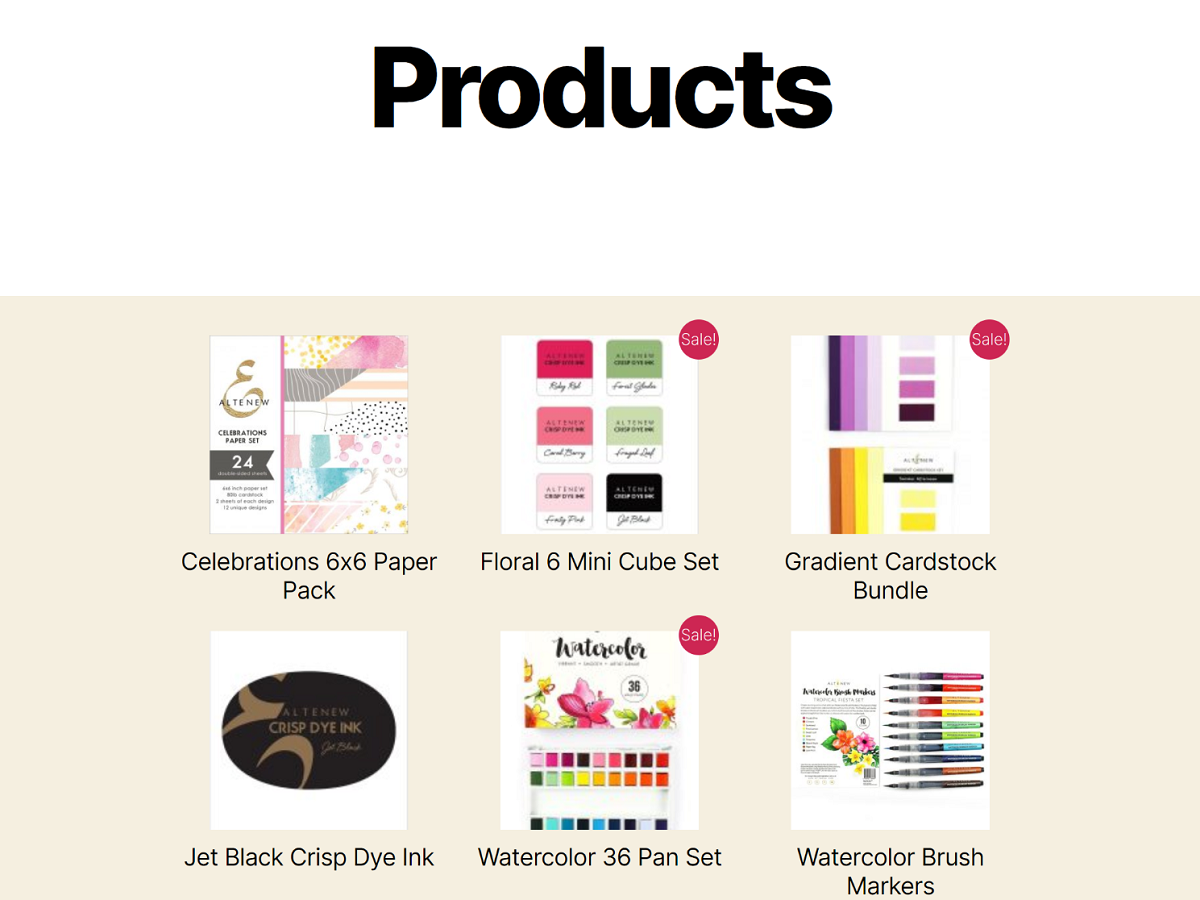 Products
Sale!
Sale!
ALTENEW
CELEBRATIONS
PAPER SET
24
double sided sheets
6x6 inch paper set
80lb cardstock
2 sheets of each design
12 unique designs
ALTENEW
CRISP DYE INK
Ruby Red
ALTENEW
CRISP DYE INK
Forest Glades
ALTENEW
CRISP DYE INK
Coral Berry
ALTENEW
CRISP DYE INK
Frayed Leaf
ALTENEW
CRISP DYE INK
Frosty Pink
ALTENEW
CRISP DYE INK
Jet Black
ALTENEW
GRADIENT CARDSTOCK SET
Celebrations 6x6 Paper
Pack
Floral 6 Mini Cube Set
Gradient Cardstock
Bundle
Sale!
ALTENEW
CRISP DYE INK
Jet Black
Watercolor
VIBRANT • SMOOTH • ARTIST GRADE
36
ALTENEW
Watercolor Brush Markers
TROPICAL FIESTA SET
10
Jet Black Crisp Dye Ink
Watercolor 36 Pan Set
Watercolor Brush
Markers